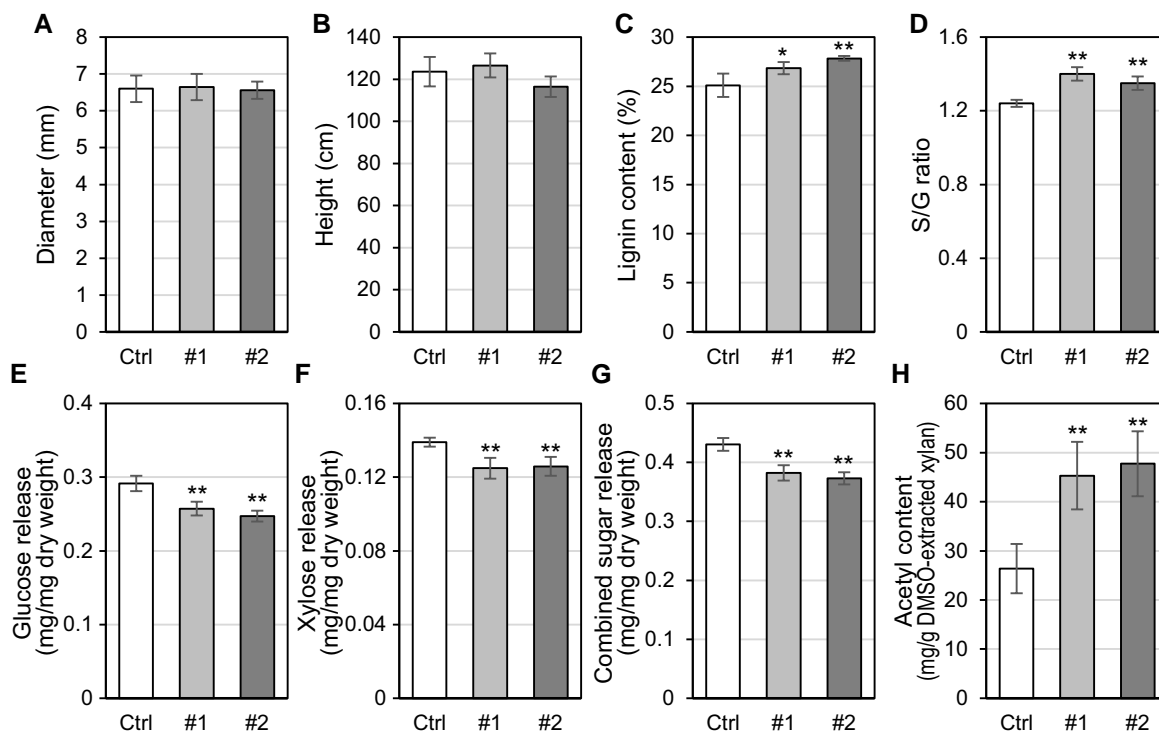 A
Diameter (mm)
8
7
6
5
4
3
2
1
0
Ctrl #1 #2
B
Height (cm)
140
120
100
80
60
40
20
0
Ctrl #1 #2
C
Lignin content (%)
30
25
20
15
10
5
0
* **
Ctrl #1 #2
D
S/G ratio
1.6
1.2
0.8
0.4
0
** **
Ctrl #1 #2
E
Glucose release
(mg/mg dry weight)
0.4
0.3
0.2
0.1
0
** **
Ctrl #1 #2
F
Xylose release
(mg/mg dry weight)
0.16
0.12
0.08
0.04
0
** **
Ctrl #1 #2
G
Combined sugar release
(mg/mg dry weight)
0.5
0.4
0.3
0.2
0.1
0
** **
Ctrl #1 #2
H
Acetyl content
(mg/g DMSO-extracted xylan)
60
50
40
30
20
10
0
** **
Ctrl #1 #2